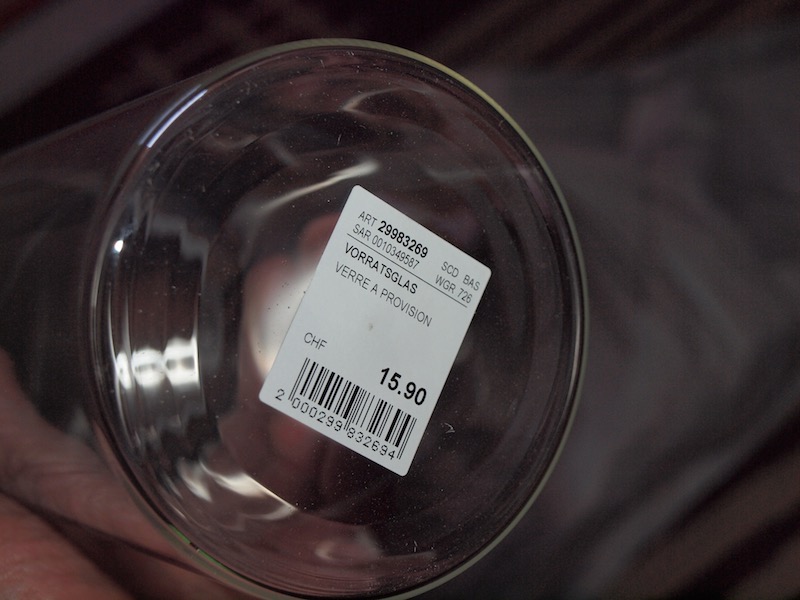 ART 29983269 SCD BAS
SAR 0010349587 WGR 726
VORRATSGLAS
VERRE A PROVISION
CHF
15.90
2 000299 832694